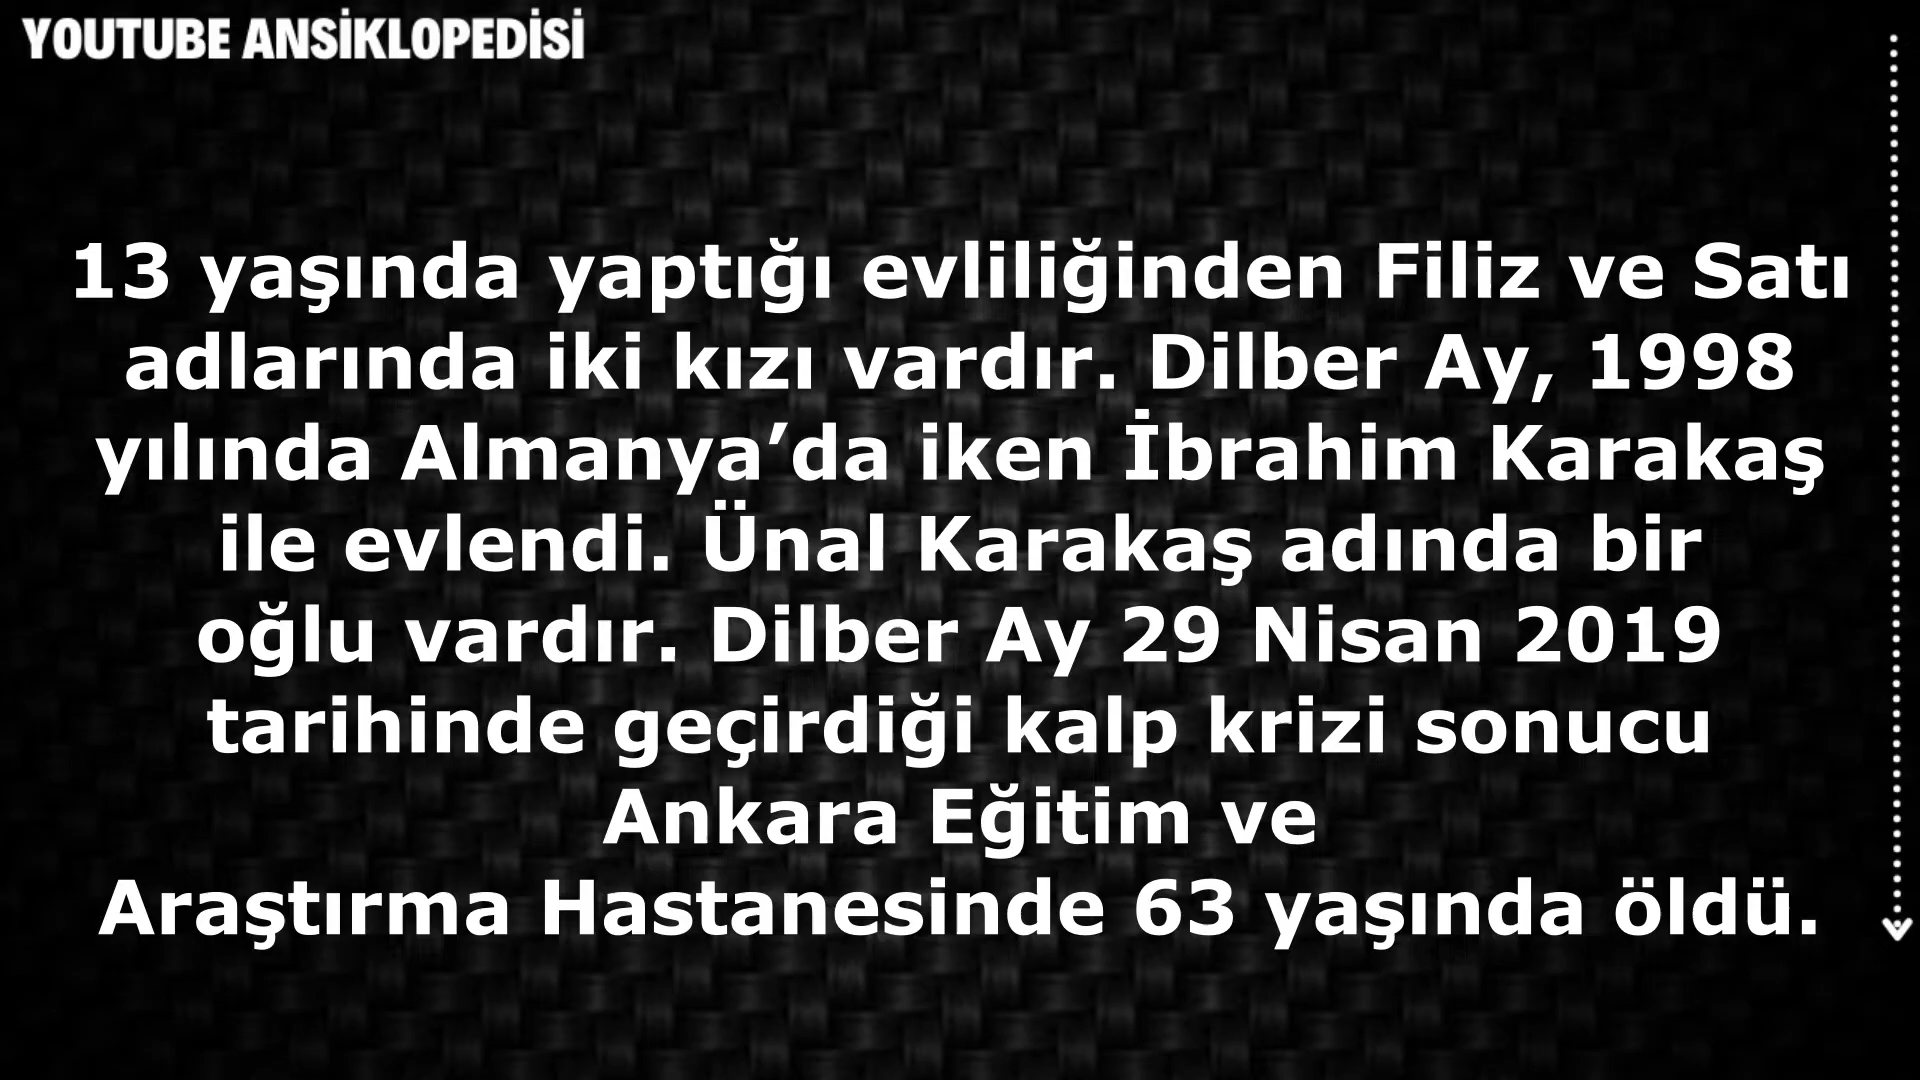 YOUTUBE ANSİKLOPEDİSİ
13 yaşında yaptığı evliliğinden Filiz ve Satı
adlarında iki kızı vardır. Dilber Ay, 1998
yılında Almanya’da iken İbrahim Karakaş
ile evlendi. Ünal Karakaş adında bir
oğlu vardır. Dilber Ay 29 Nisan 2019
tarihinde geçirdiği kalp krizi sonucu
Ankara Eğitim ve
Araştırma Hastanesinde 63 yaşında öldü.